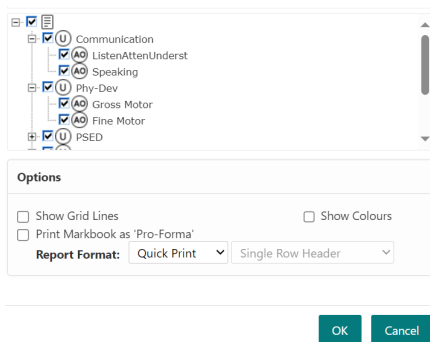 U Communication
AO ListenAttenUnderst
AO Speaking
U Phy-Dev
AO Gross Motor
AO Fine Motor
U PSED
Options
Show Grid Lines Show Colours
Print Markbook as 'Pro-Forma'
Report Format: Quick Print Single Row Header
OK Cancel